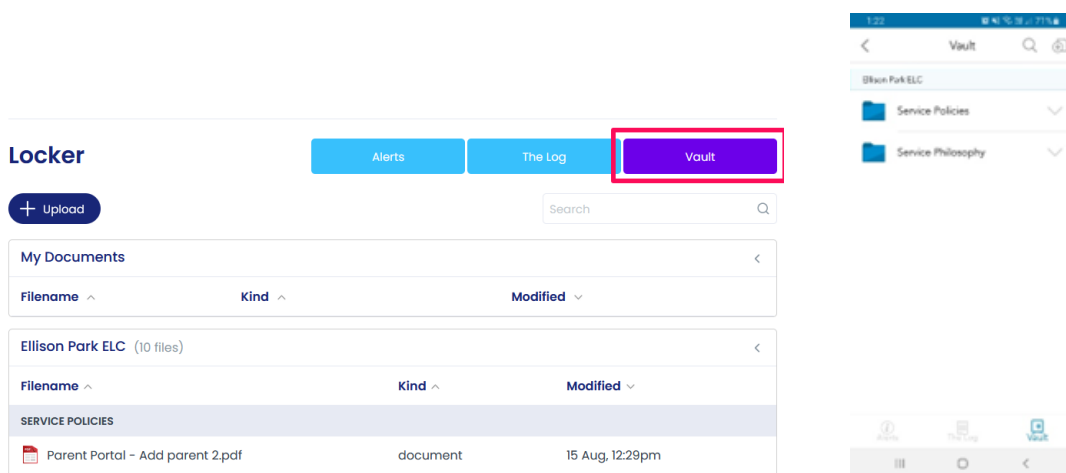 Locker
Alerts
The Log
Vault
Upload
Search
My Documents
Filename
Kind
Modified
Ellison Park ELC (10 files)
Filename
Kind
Modified
SERVICE POLICIES
Parent Portal - Add parent 2.pdf document 15 Aug, 12:29pm
1:22 71%
Vault
Ellison Park ELC
Service Policies
Service Philosophy
Alerts
The Log
Vault